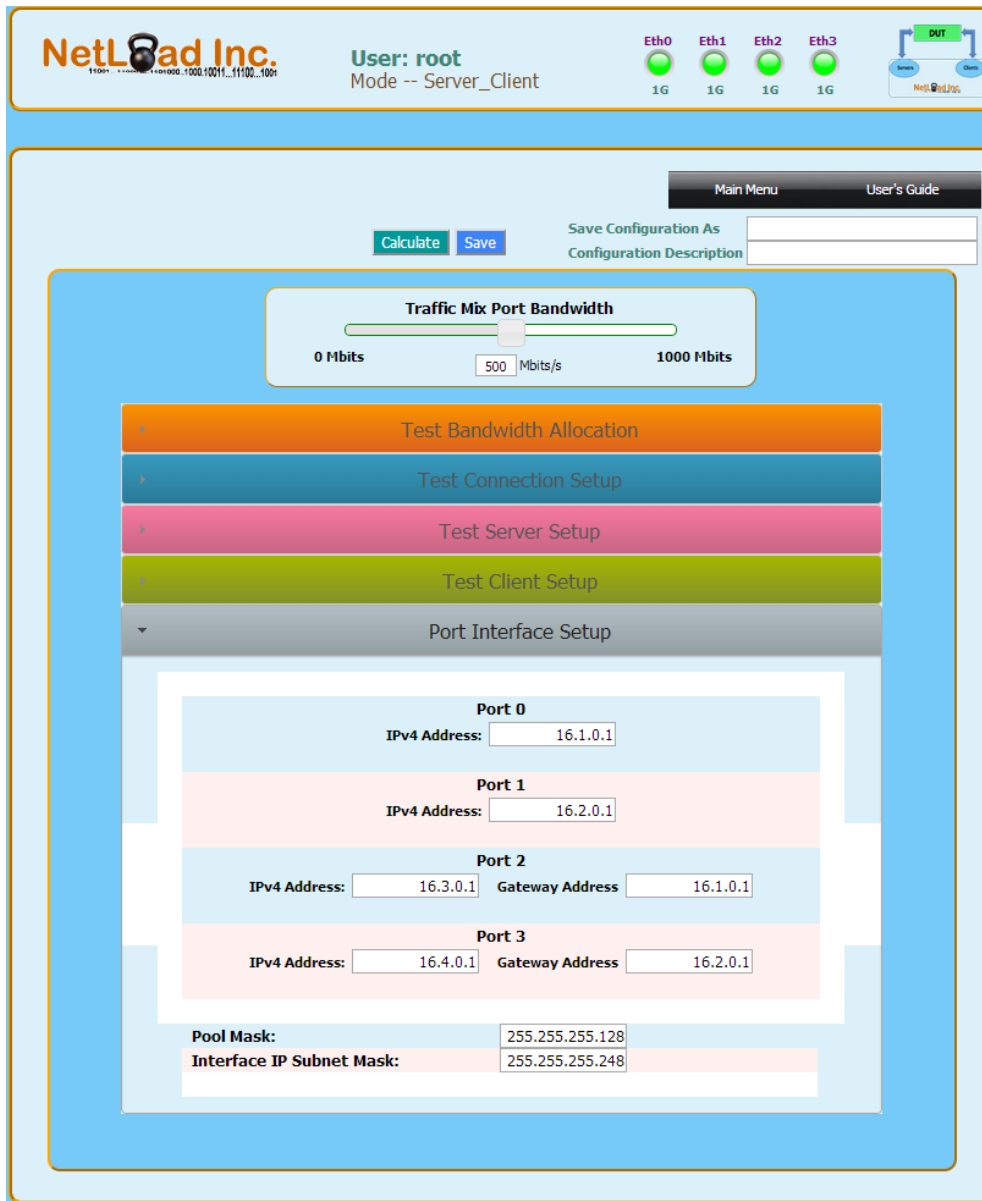 NetLoad Inc.
User: root
Mode -- Server_Client
Eth0 Eth1 Eth2 Eth3
1G 1G 1G 1G
DUT
Servers Clients
NetLoad Inc.
Main Menu User's Guide
Calculate Save
Save Configuration As
Configuration Description
Traffic Mix Port Bandwidth
0 Mbits 500 Mbits/s 1000 Mbits
Test Bandwidth Allocation
Test Connection Setup
Test Server Setup
Test Client Setup
Port Interface Setup
Port 0
IPv4 Address: 16.1.0.1
Port 1
IPv4 Address: 16.2.0.1
Port 2
IPv4 Address: 16.3.0.1 Gateway Address 16.1.0.1
Port 3
IPv4 Address: 16.4.0.1 Gateway Address 16.2.0.1
Pool Mask: 255.255.255.128
Interface IP Subnet Mask: 255.255.255.248